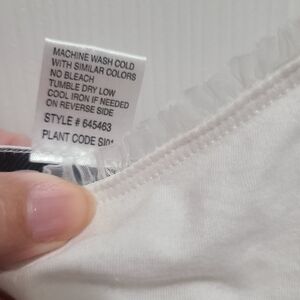 MACHINE WASH COLD
WITH SIMILAR COLORS
NO BLEACH
TUMBLE DRY LOW
COOL IRON IF NEEDED
ON REVERSE SIDE
STYLE # 645463
PLANT CODE SI01